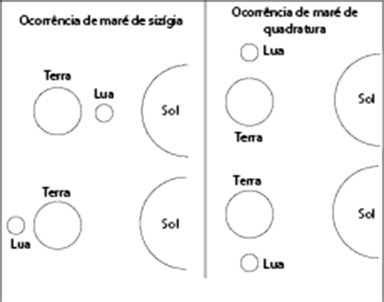 Ocorrência de maré de sizígia
Terra
Lua
Sol
Terra
Lua
Sol
Ocorrência de maré de
quadratura
Lua
Sol
Terra
Terra
Sol
Lua